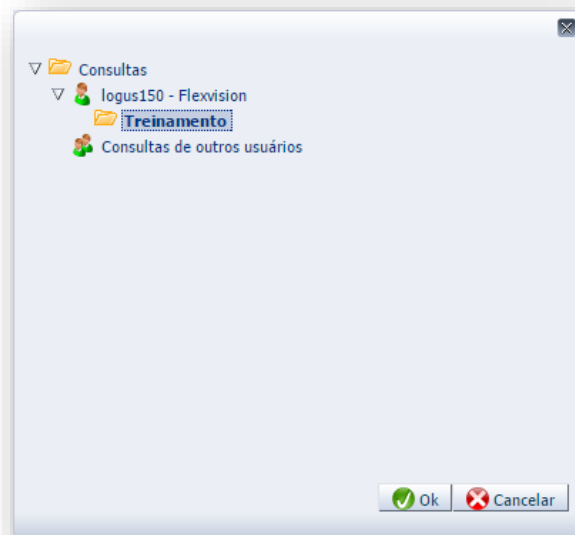 Consultas
logus150 - Flexvision
Treinamento
Consultas de outros usuários
Ok Cancelar